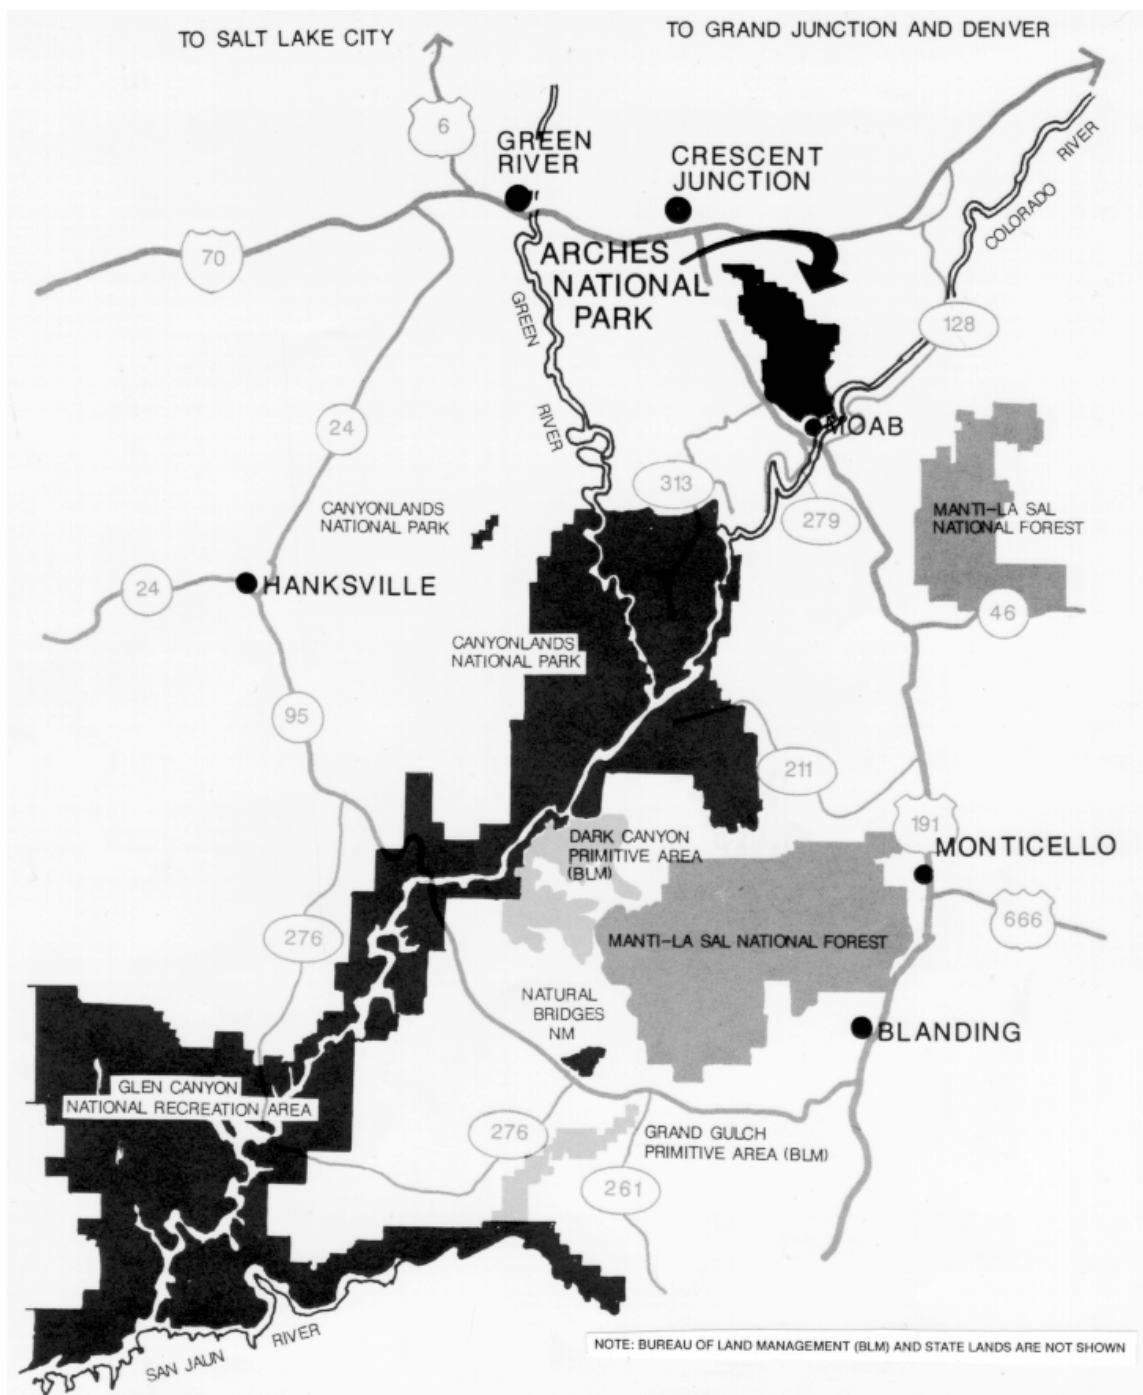 TO SALT LAKE CITY
TO GRAND JUNCTION AND DENVER
6
GREEN
RIVER
CRESCENT
JUNCTION
COLORADO RIVER
70
ARCHES
NATIONAL
PARK
GREEN
RIVER
128
24
MOAB
313
279
CANYONLANDS
NATIONAL PARK
MANTI-LA SAL
NATIONAL FOREST
24
HANKSVILLE
46
CANYONLANDS
NATIONAL PARK
95
211
191
DARK CANYON
PRIMITIVE AREA
(BLM)
MONTICELLO
666
276
MANTI-LA SAL NATIONAL FOREST
NATURAL
BRIDGES
NM
BLANDING
GLEN CANYON
NATIONAL RECREATION AREA
276
GRAND GULCH
PRIMITIVE AREA (BLM)
261
SAN JAUN RIVER
NOTE: BUREAU OF LAND MANAGEMENT (BLM) AND STATE LANDS ARE NOT SHOWN